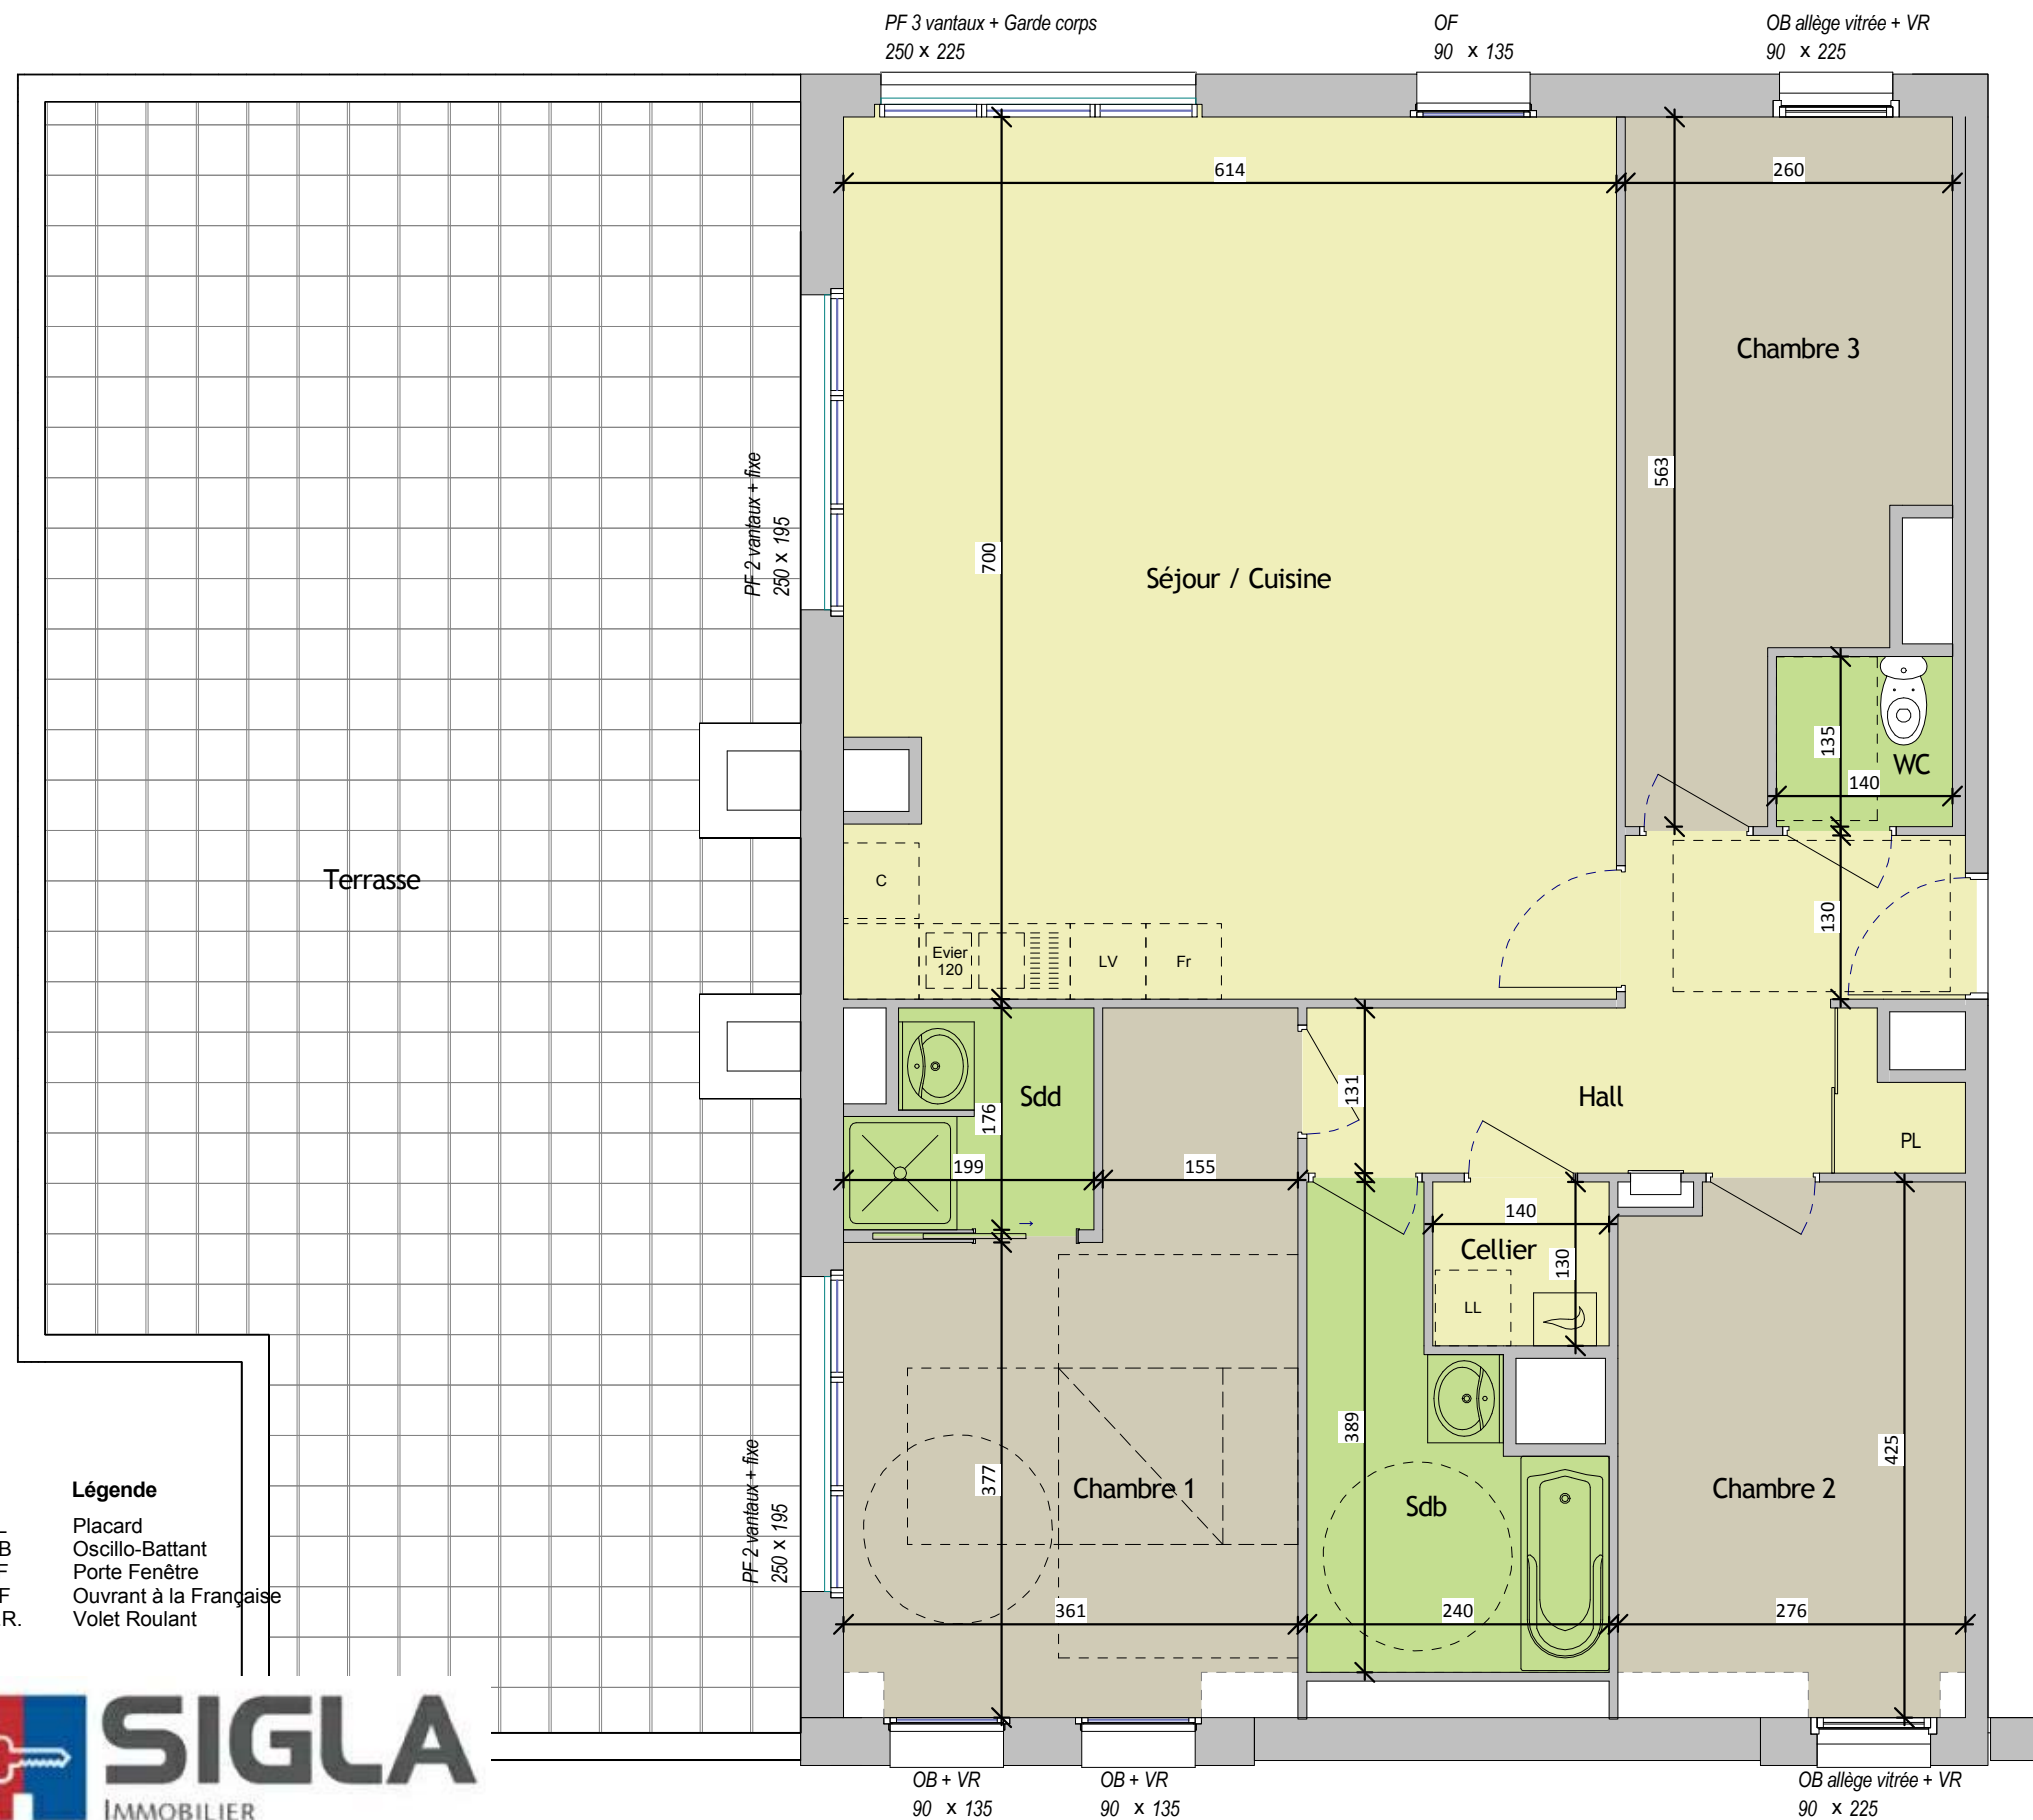 PF 3 vantaux + Garde corps
250 x 225
OF
90 x 135
OB allège vitrée + VR
90 x 225
614
260
Chambre 3
563
PF 2 vantaux + fixe
250 x 195
700
Séjour / Cuisine
135
WC
140
Terrasse
C
130
Evier
120
LV
Fr
Sdd
176
199
155
131
Hall
PL
140
Cellier
130
LL
389
425
377
Chambre 1
Sdb
Chambre 2
PF 2 vantaux + fixe
250 x 195
361
240
276
Légende
L Placard
B Oscillo-Battant
F Porte Fenêtre
F Ouvrant à la Française
.R. Volet Roulant
SIGLA
IMMOBILIER
OB + VR
90 x 135
OB + VR
90 x 135
OB allège vitrée + VR
90 x 225